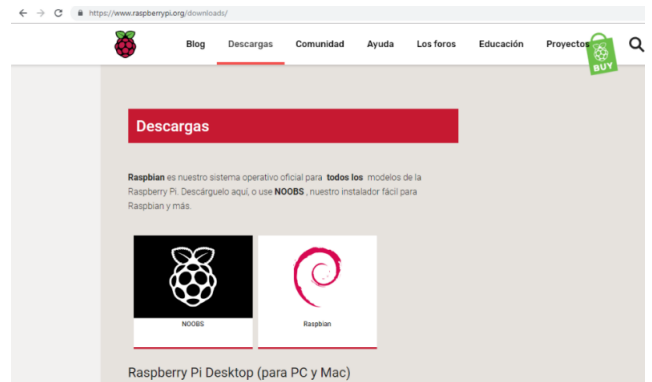 https://www.raspberrypi.org/downloads/
Blog Descargas Comunidad Ayuda Los foros Educación Proyectos
BUY
Descargas
Raspbian es nuestro sistema operativo oficial para todos los modelos de la
Raspberry Pi. Descárguelo aquí, o use NOOBS , nuestro instalador fácil para
Raspbian y más.
NOOBS Raspbian
Raspberry Pi Desktop (para PC y Mac)